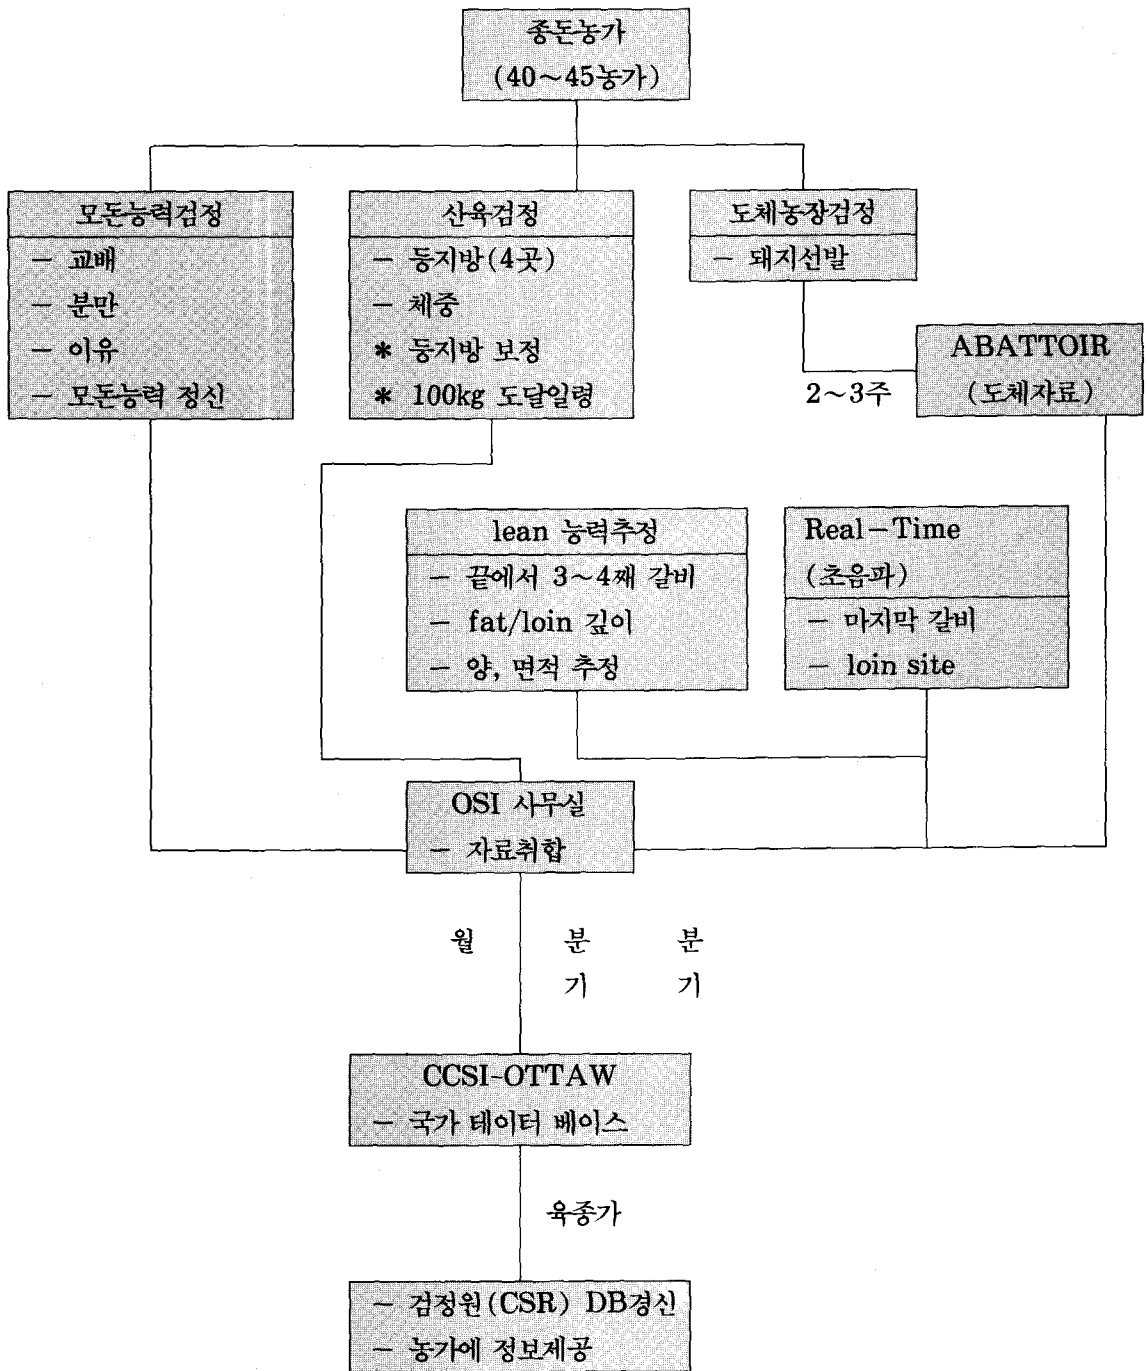 종돈농가
(40~45농가)
모돈능력검정
- 교배
- 분만
- 이유
- 모돈능력 정신
산육검정
- 등지방(4곳)
- 체중
* 등지방 보정
* 100kg 도달일령
도체농장검정
- 돼지선발
2~3주
ABATTOIR
(도체자료)
lean 능력추정
- 끝에서 3~4째 갈비
- fat/loin 깊이
- 양, 면적 추정
Real-Time
(초음파)
- 마지막 갈비
- loin site
OSI 사무실
- 자료취합
월 분기 분기
CCSI-OTTAW
- 국가 테이터 베이스
육종가
- 검정원(CSR) DB경신
- 농가에 정보제공